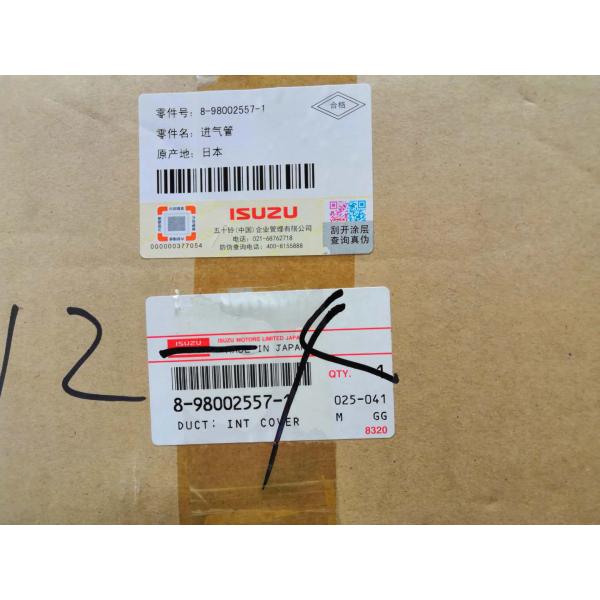 零件号: 8-98002557-1
合格
零件名: 进气管
原产地: 日本
ISUZU
五十铃(中国)企业管理有限公司
电话: 021-68762718
防伪查询电话: 400-8155888
000000377054
刮开涂层
查询真伪
12
ISUZU
ISUZU MOTORS LIMITED JAPAN
MADE IN JAPAN
QTY. 1
8-98002557-1
025-041
DUCT: INT COVER
M GG
8320